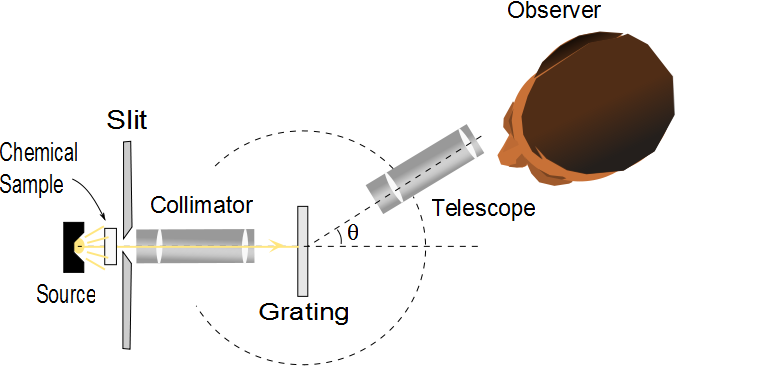 Observer
Slit
Chemical
Sample
Collimator
Telescope
θ
Source
Grating